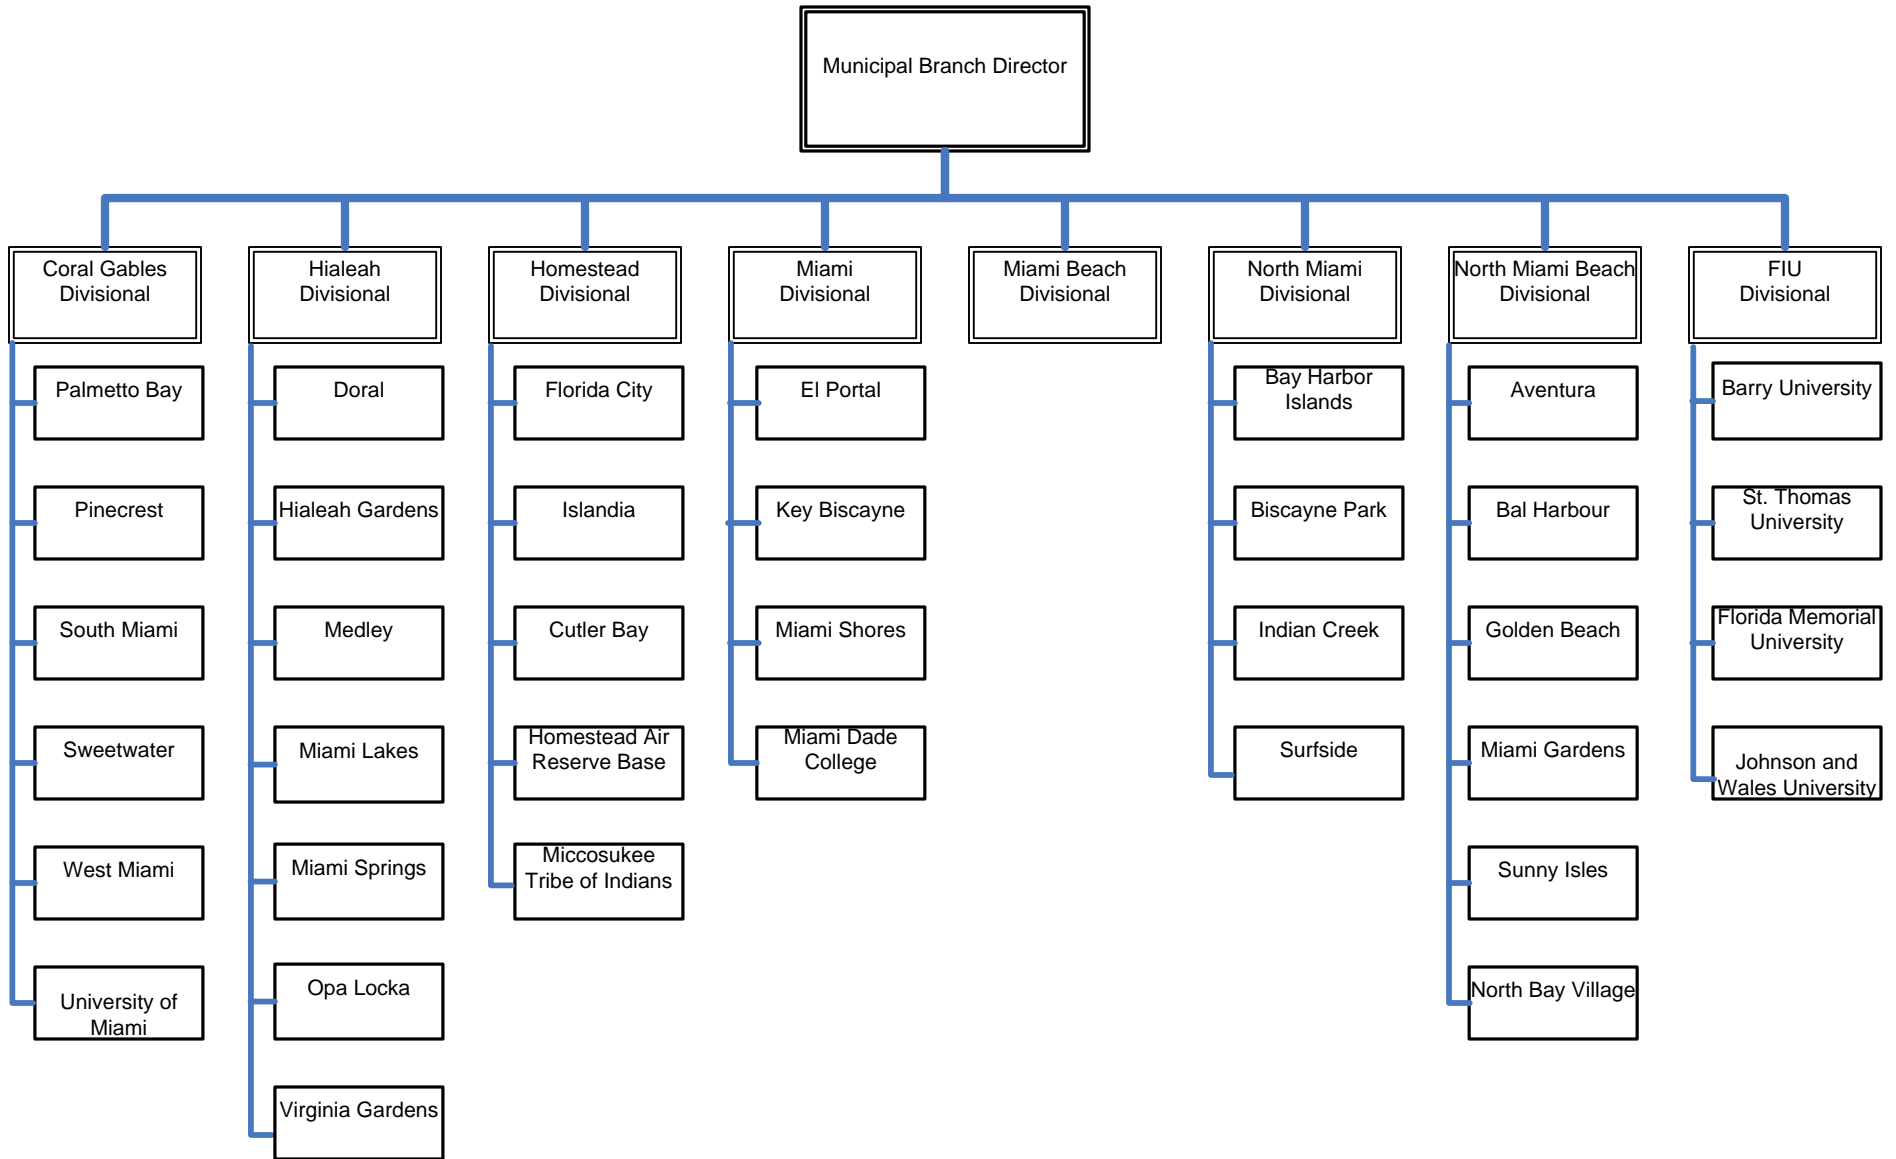 Municipal Branch Director
Coral Gables
Divisional
Palmetto Bay
Pinecrest
South Miami
Sweetwater
West Miami
University of
Miami
Hialeah
Divisional
Doral
Hialeah Gardens
Medley
Miami Lakes
Miami Springs
Opa Locka
Virginia Gardens
Homestead
Divisional
Florida City
Islandia
Cutler Bay
Homestead Air
Reserve Base
Miccosukee
Tribe of Indians
Miami
Divisional
El Portal
Key Biscayne
Miami Shores
Miami Dade
College
Miami Beach
Divisional
North Miami
Divisional
Bay Harbor
Islands
Biscayne Park
Indian Creek
Surfside
North Miami Beach
Divisional
Aventura
Bal Harbour
Golden Beach
Miami Gardens
Sunny Isles
North Bay Village
FIU
Divisional
Barry University
St. Thomas
University
Florida Memorial
University
Johnson and
Wales University